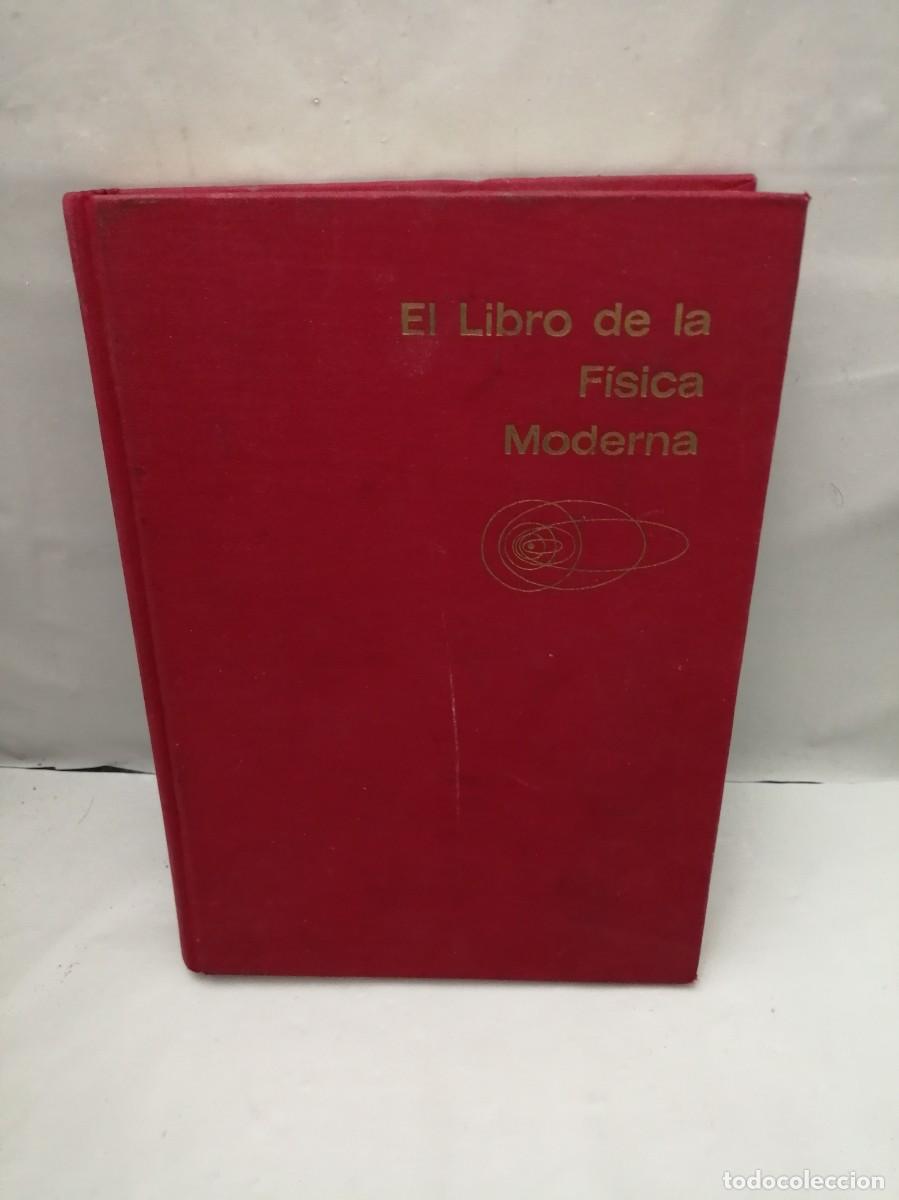 El Libro de la
Física
Moderna
todocoleccion